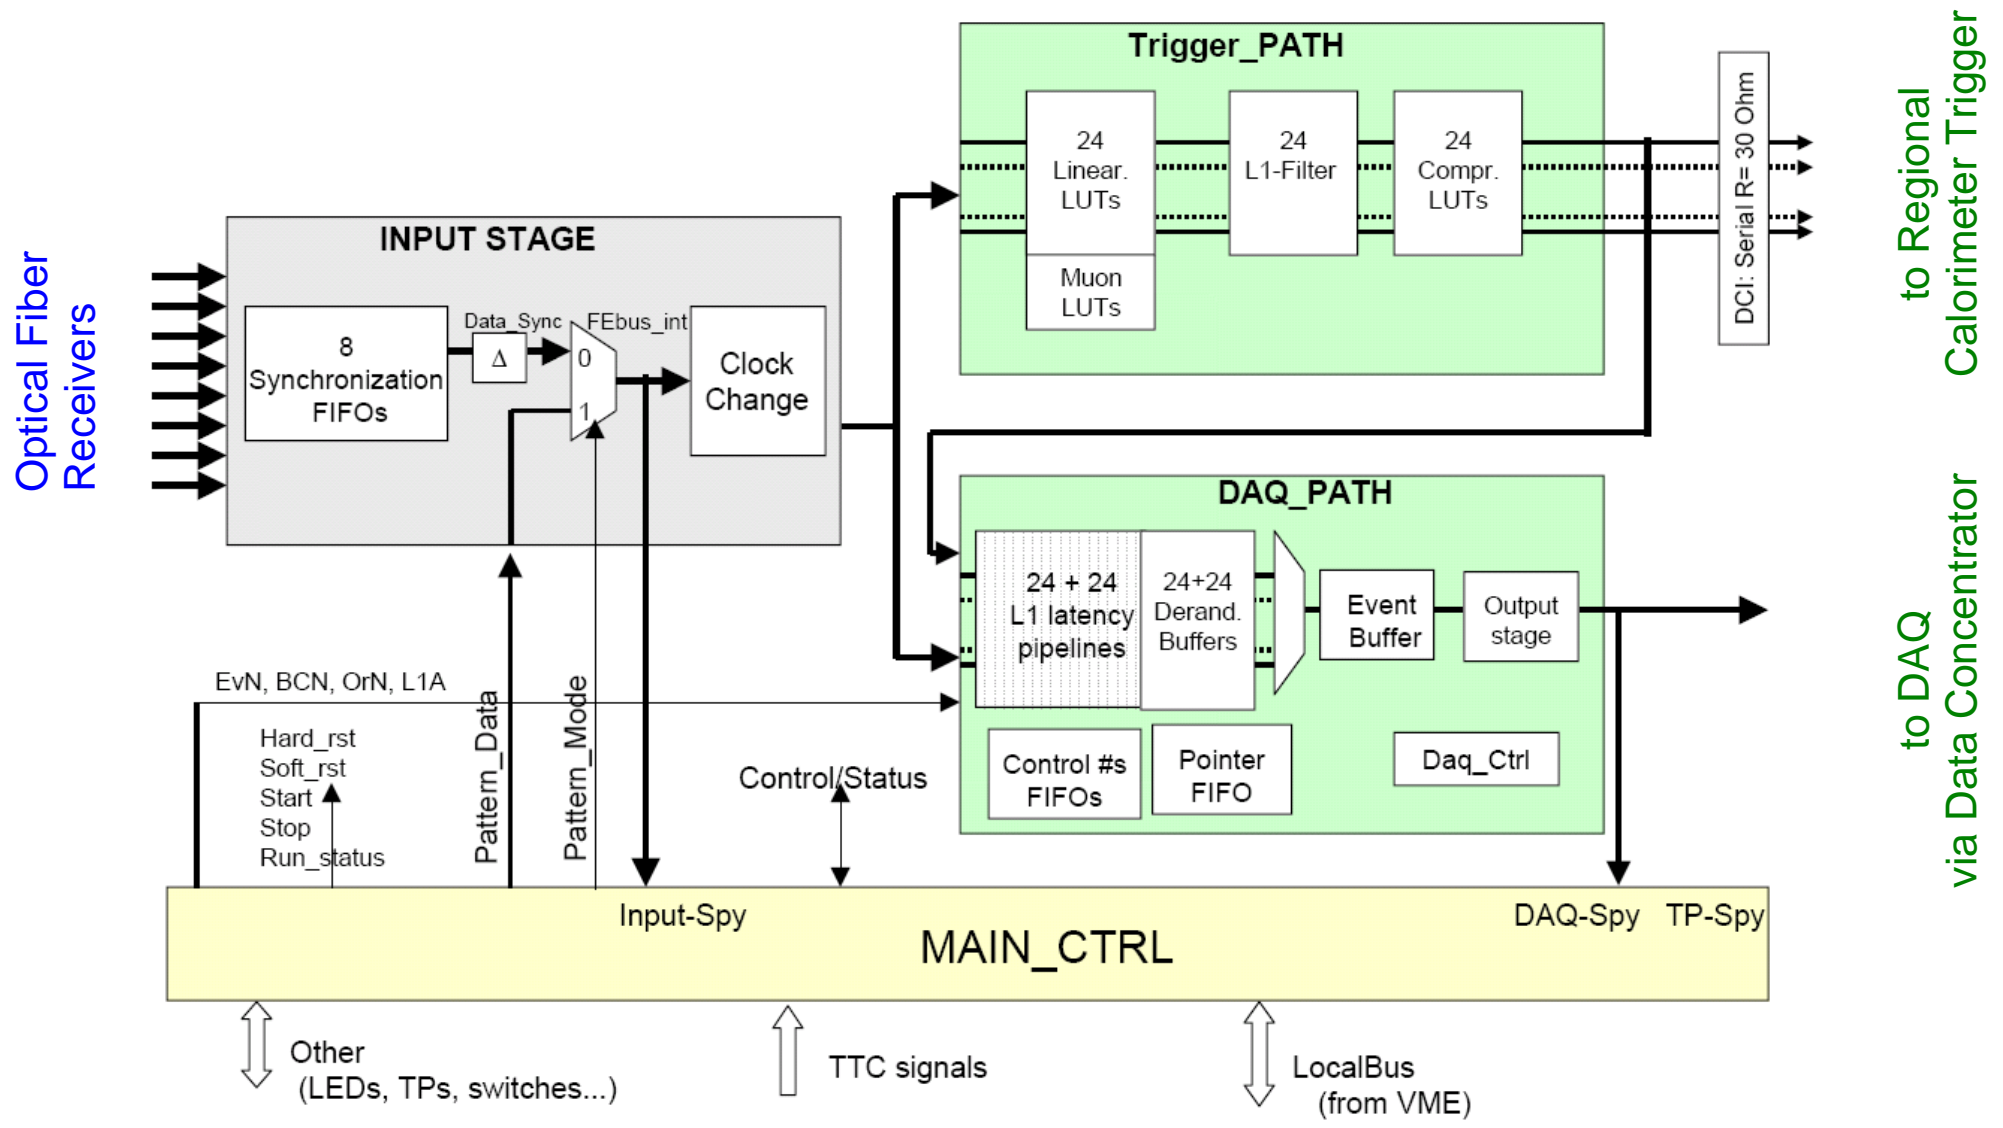 Optical Fiber
Receivers
INPUT STAGE
8
Synchronization
FIFOs
Data_Sync
Δ
0
1
FEbus_int
Clock
Change
Trigger_PATH
24
Linear.
LUTs
Muon
LUTs
24
L1-Filter
24
Compr.
LUTs
DCI: Serial R= 30 Ohm
to Regional
Calorimeter Trigger
DAQ_PATH
24 + 24
L1 latency
pipelines
24+24
Derand.
Buffers
Event
Buffer
Output
stage
Control #s
FIFOs
Pointer
FIFO
Daq_Ctrl
to DAQ
via Data Concentrator
EvN, BCN, OrN, L1A
Hard_rst
Soft_rst
Start
Stop
Run_status
Pattern_Data
Pattern_Mode
Control/Status
Input-Spy
DAQ-Spy
TP-Spy
MAIN_CTRL
Other
(LEDs, TPs, switches...)
TTC signals
LocalBus
(from VME)